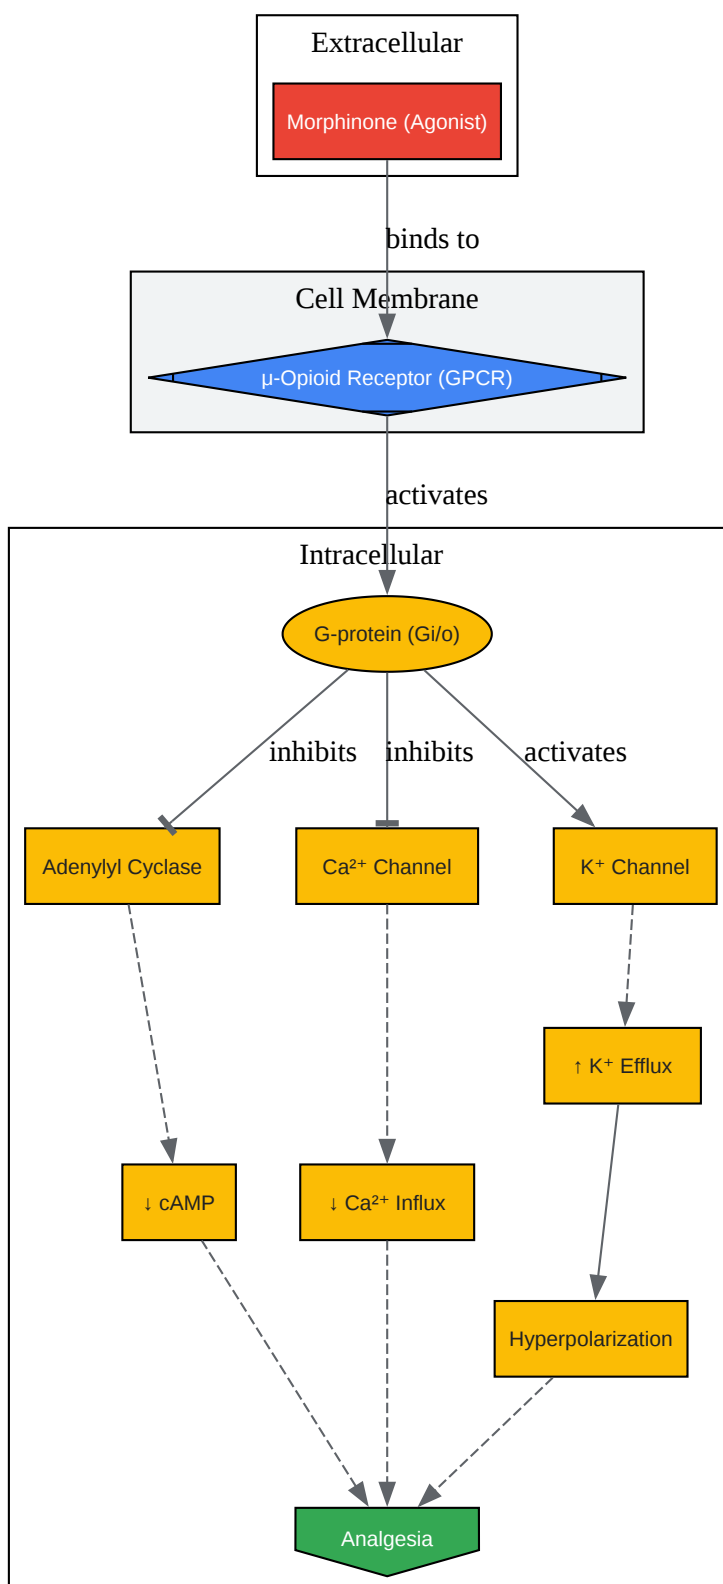 Extracellular
Morphinone (Agonist)
binds to
Cell Membrane
μ-Opioid Receptor (GPCR)
activates
Intracellular
G-protein (Gi/o)
inhibits
inhibits
activates
Adenylyl Cyclase
Ca²⁺ Channel
K⁺ Channel
↑ K⁺ Efflux
↓ cAMP
↓ Ca²⁺ Influx
Hyperpolarization
Analgesia